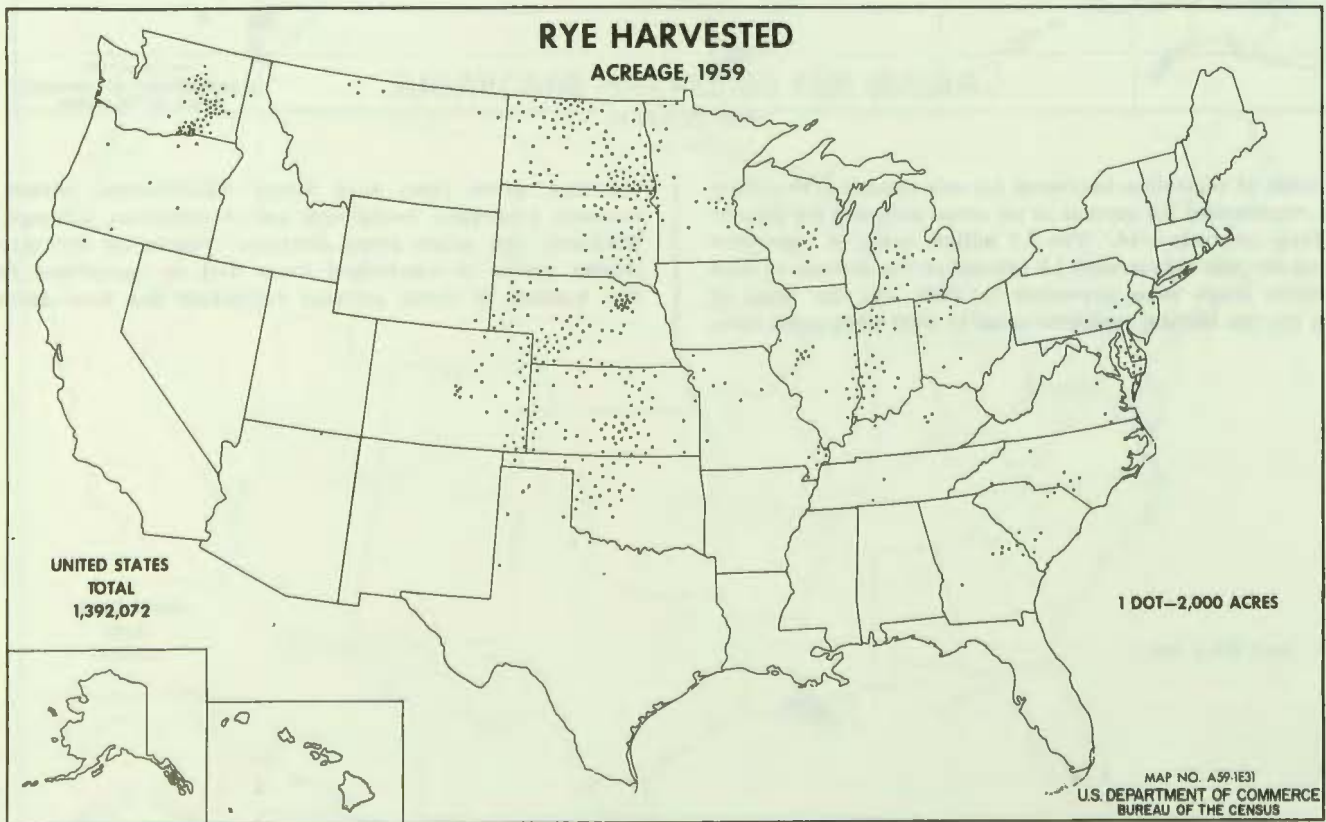 RYE HARVESTED
ACREAGE, 1959
UNITED STATES
TOTAL
1,392,072
1 DOT—2,000 ACRES
MAP NO. A59-1E31
U.S. DEPARTMENT OF COMMERCE
BUREAU OF THE CENSUS